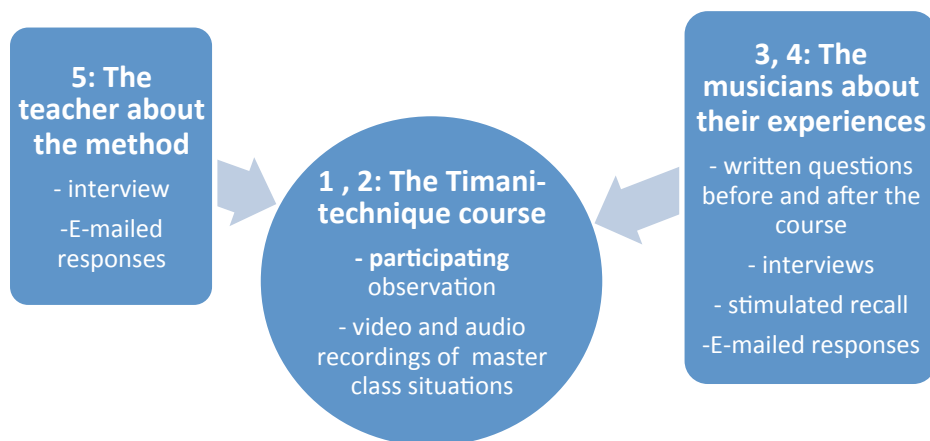 5: The
teacher about
the method
- interview
-E-mailed
responses
1 , 2: The Timani-
technique course
- participating
observation
- video and audio
recordings of master
class situations
3, 4: The
musicians about
their experiences
- written questions
before and after the
course
- interviews
- stimulated recall
-E-mailed responses